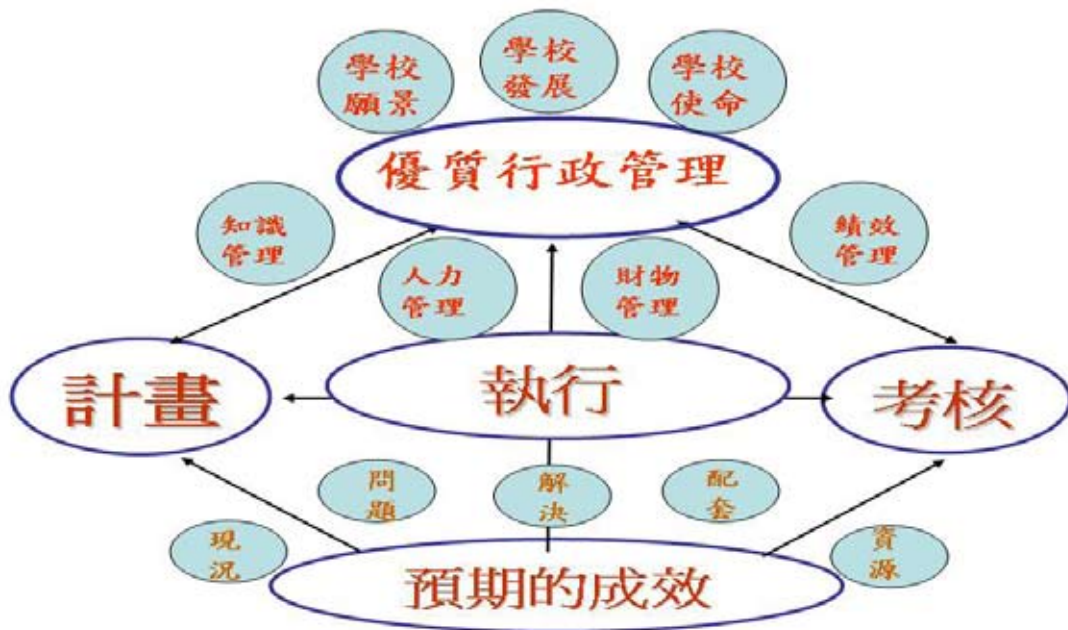 學校
願景
學校
發展
學校
使命
優質行政管理
知識
管理
績效
管理
人力
管理
財物
管理
計畫
執行
考核
問
題
解
決
配
套
現
況
資
源
預期的成效